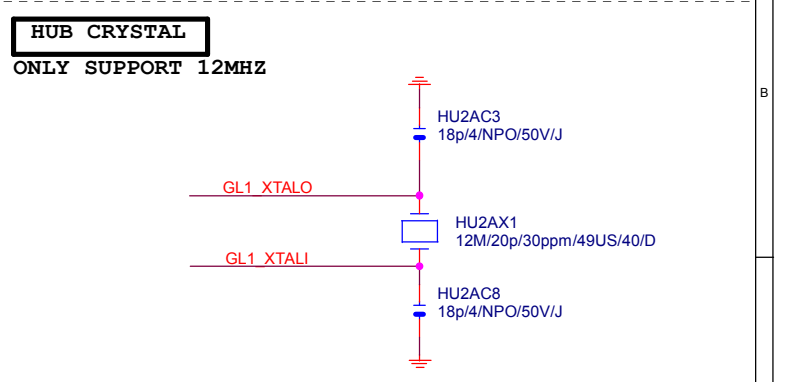 HUB CRYSTAL
ONLY SUPPORT 12MHZ
B
HU2AC3
18p/4/NPO/50V/J
GL1_XTALO
HU2AX1
12M/20p/30ppm/49US/40/D
GL1_XTALI
HU2AC8
18p/4/NPO/50V/J